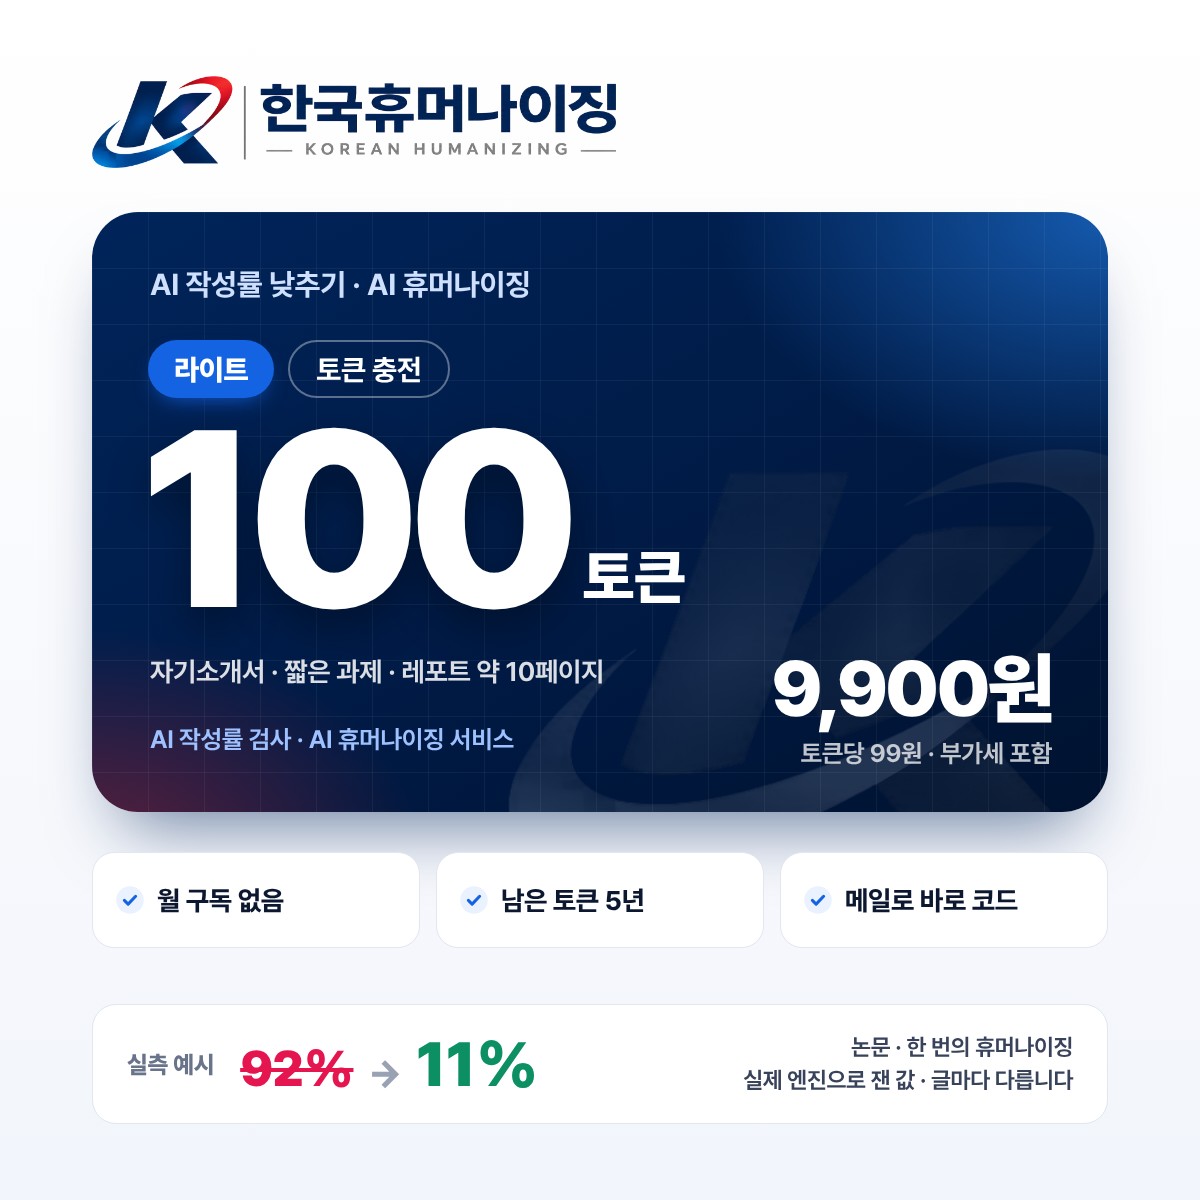 한국휴머나이징
KOREAN HUMANIZING
AI 작성률 낮추기 · AI 휴머나이징
라이트
토큰 충전
100 토큰
자기소개서 · 짧은 과제 · 레포트 약 10페이지
AI 작성률 검사 · AI 휴머나이징 서비스
9,900원
토큰당 99원 · 부가세 포함
월 구독 없음
남은 토큰 5년
메일로 바로 코드
실측 예시 92% → 11%
논문 · 한 번의 휴머나이징
실제 엔진으로 잰 값 · 글마다 다릅니다